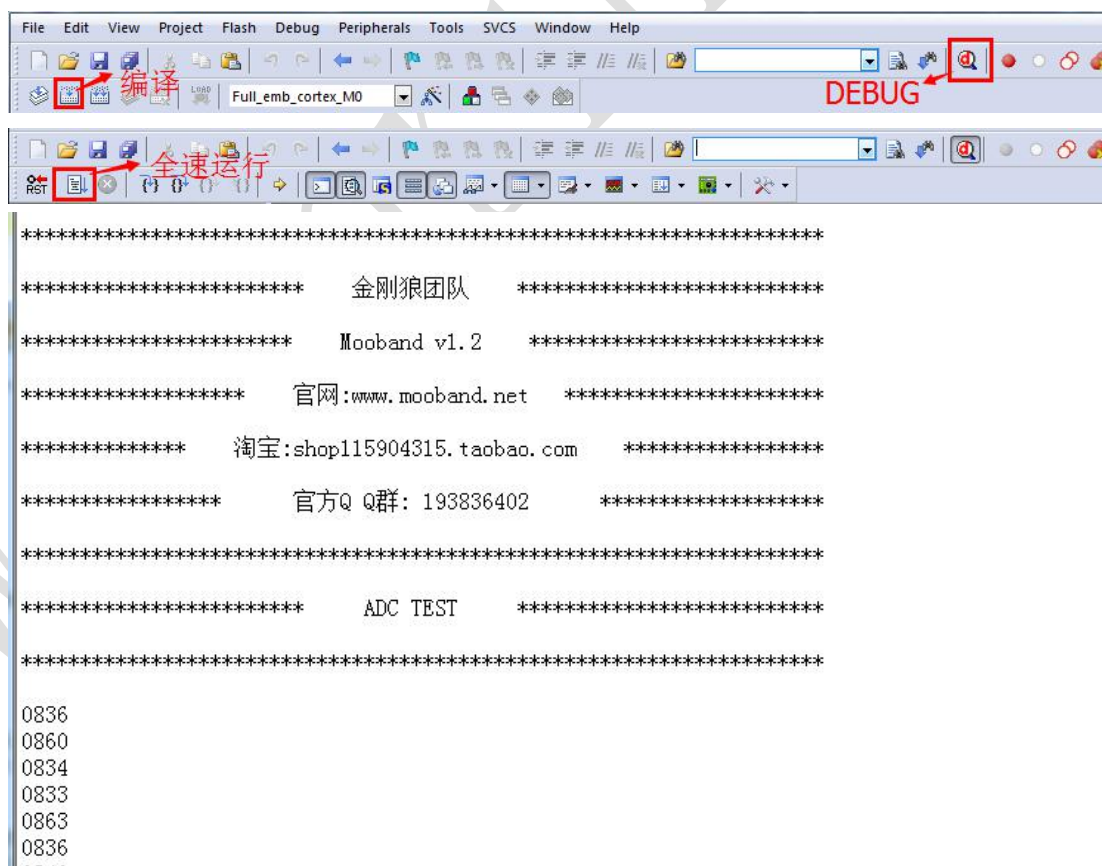 File Edit View Project Flash Debug Peripherals Tools SVCS Window Help
编译
LOAD
Full_emb_cortex_M0
DEBUG
全速运行
RST
********************************************************************
************************ 金刚狼团队 **************************
*********************** Mooband v1.2 *************************
******************* 官网:www.mooband.net **********************
************** 淘宝:shop115904315.taobao.com *****************
***************** 官方Q Q群: 193836402 *******************
********************************************************************
************************ ADC TEST **************************
********************************************************************
0836
0860
0834
0833
0863
0836